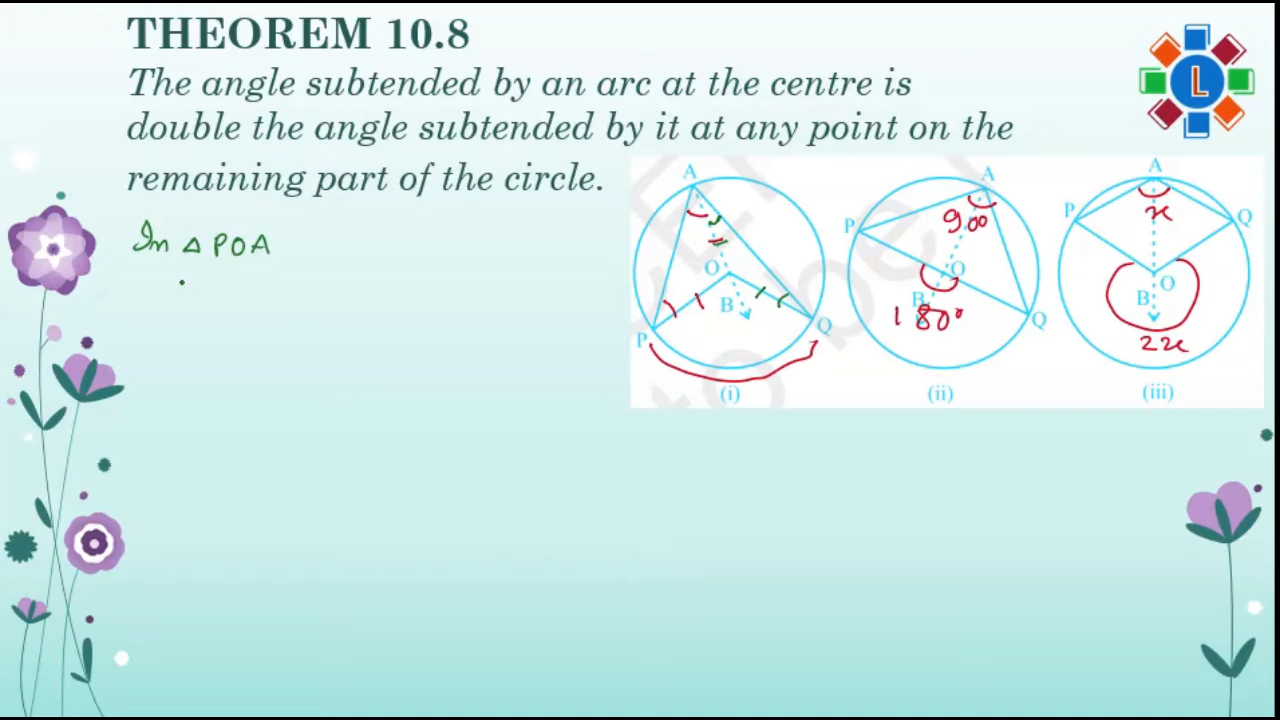 THEOREM 10.8
The angle subtended by an arc at the centre is
double the angle subtended by it at any point on the
remaining part of the circle.
L
In △ POA
A
O
B
P
Q
(i)
A
P
90°
O
B
180°
Q
(ii)
A
P
Q
x
O
B
2x
(iii)